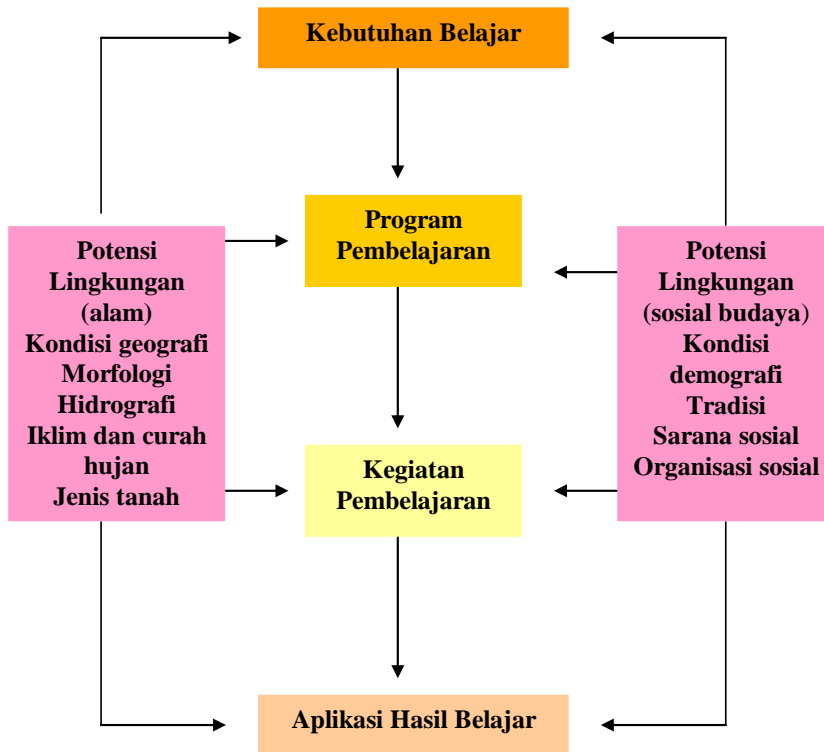 Kebutuhan Belajar
Program
Pembelajaran
Potensi
Lingkungan
(alam)
Kondisi geografi
Morfologi
Hidrografi
Iklim dan curah
hujan
Jenis tanah
Potensi
Lingkungan
(sosial budaya)
Kondisi
demografi
Tradisi
Sarana sosial
Organisasi sosial
Kegiatan
Pembelajaran
Aplikasi Hasil Belajar